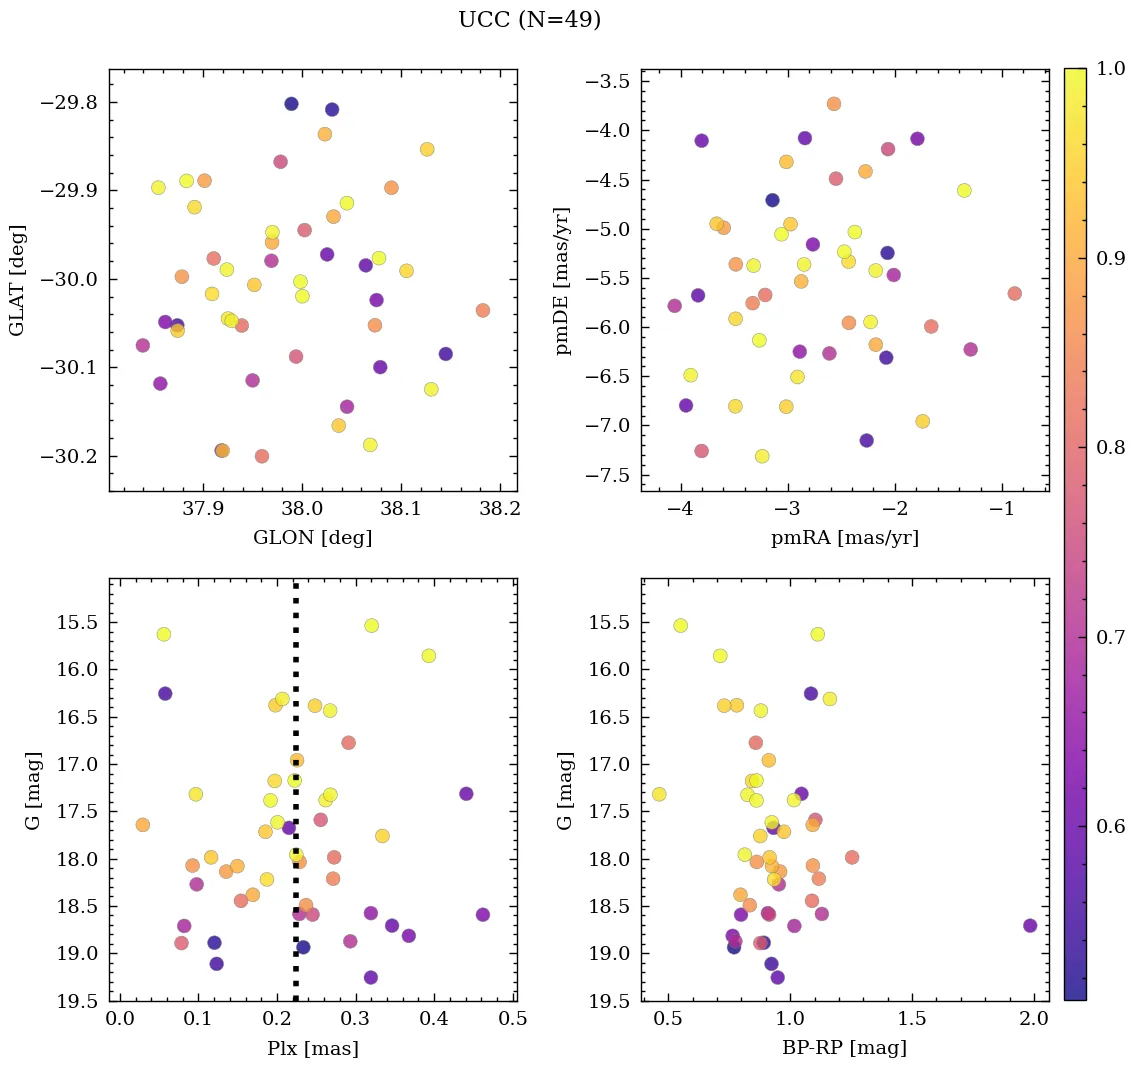 UCC (N=49)
−29.8
−29.9
−30.0
−30.1
−30.2
GLAT [deg]
37.9 38.0 38.1 38.2
GLON [deg]
−3.5
−4.0
−4.5
−5.0
−5.5
−6.0
−6.5
−7.0
−7.5
pmDE [mas/yr]
−4 −3 −2 −1
pmRA [mas/yr]
15.5
16.0
16.5
17.0
17.5
18.0
18.5
19.0
19.5
G [mag]
0.0 0.1 0.2 0.3 0.4 0.5
Plx [mas]
15.5
16.0
16.5
17.0
17.5
18.0
18.5
19.0
19.5
G [mag]
0.5 1.0 1.5 2.0
BP-RP [mag]
1.0
0.9
0.8
0.7
0.6